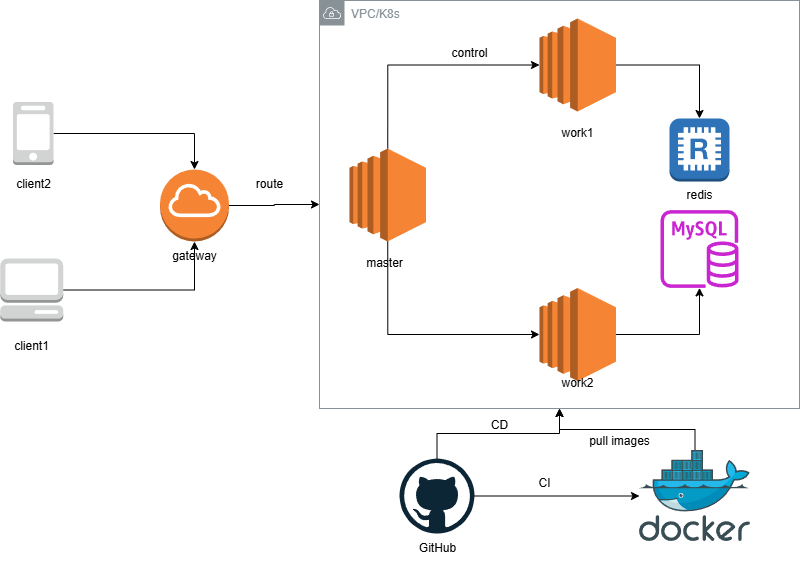 VPC/K8s
control
work1
client2
route
R
redis
gateway
master
MySQL
client1
work2
CD
pull images
CI
docker
GitHub